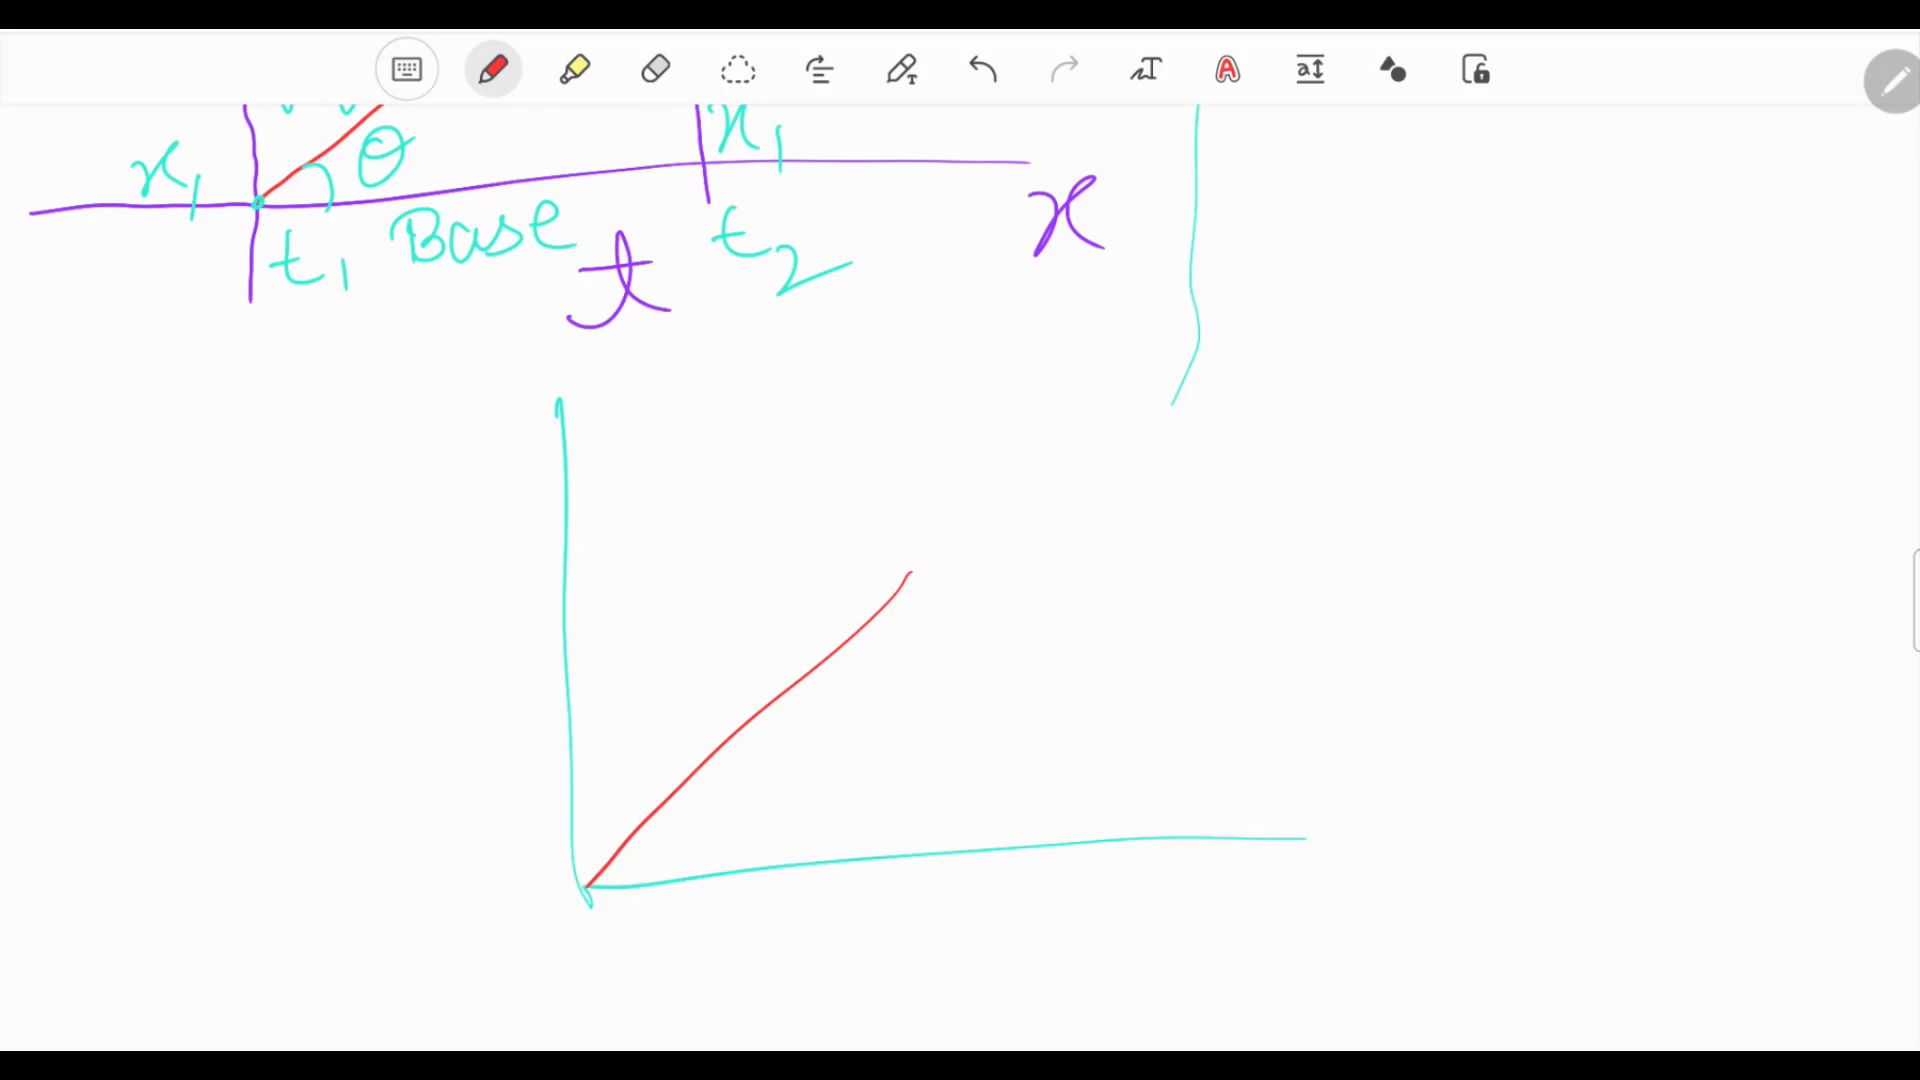 x1 θ x1
t1 Base t2 x
t